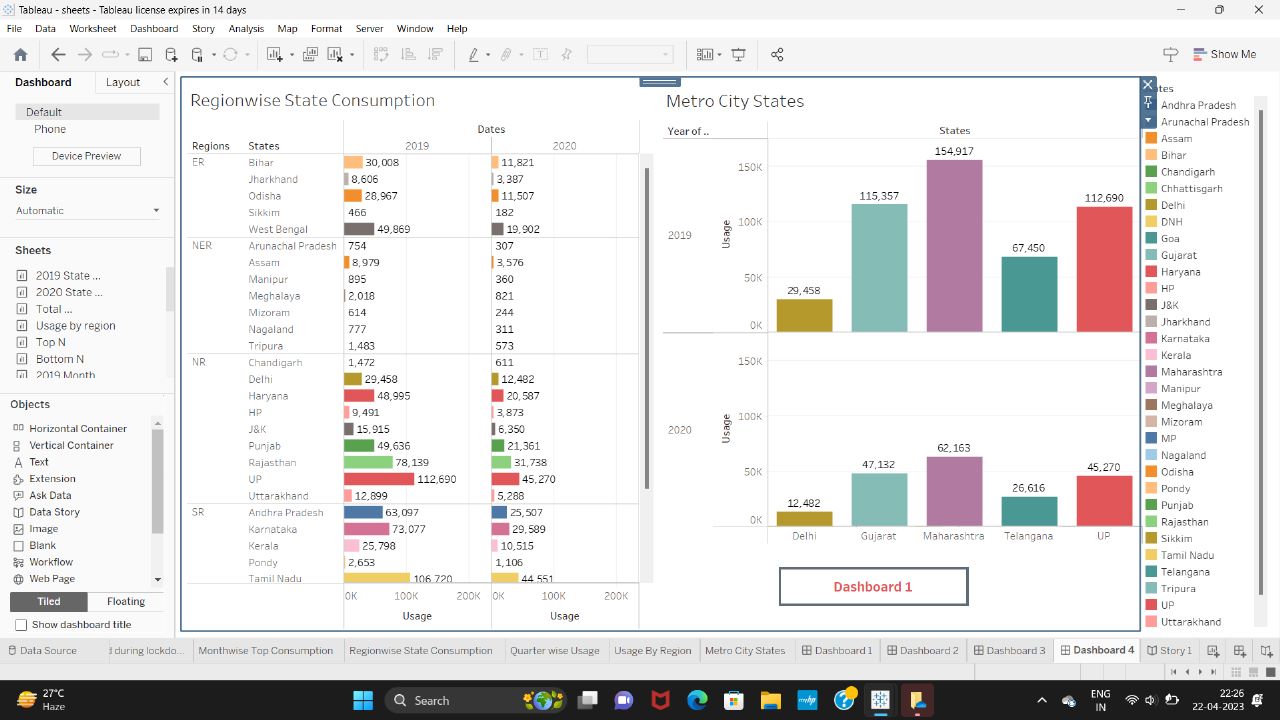 Tableau - sheets - Tableau license expires in 14 days
File Data Worksheet Dashboard Story Analysis Map Format Server Window Help
Show Me
Dashboard Layout
Default
Phone
Device Preview
Size
Automatic
Sheets
2019 State ...
2020 State ...
Total ...
Usage by region
Top N
Bottom N
2019 Month
Objects
Horizontal Container
Vertical Container
Text
Extension
Ask Data
Data Story
Image
Blank
Workflow
Web Page
Tiled Floating
Show dashboard title
Regionwise State Consumption
Dates
Regions States 2019 2020
ER Bihar 30,008 11,821
Jharkhand 8,606 3,387
Odisha 28,967 11,507
Sikkim 466 182
West Bengal 49,869 19,902
NER Arunachal Pradesh 754 307
Assam 8,979 3,576
Manipur 895 360
Meghalaya 2,018 821
Mizoram 614 244
Nagaland 777 311
Tripura 1,483 573
NR Chandigarh 1,472 611
Delhi 29,458 12,482
Haryana 48,995 20,587
HP 9,491 3,873
J&K 15,915 6,350
Punjab 49,636 21,361
Rajasthan 78,139 31,738
UP 112,690 45,270
Uttarakhand 12,899 5,288
SR Andhra Pradesh 63,097 25,507
Karnataka 73,077 29,589
Kerala 25,798 10,515
Pondy 2,653 1,106
Tamil Nadu 106,720 44,551
0K 100K 200K 0K 100K 200K
Usage Usage
Metro City States
Year of .. States
2019
Usage
150K
100K
50K
0K
29,458 115,357 154,917 67,450 112,690
2020
Usage
150K
100K
50K
0K
12,482 47,132 62,163 26,616 45,270
Delhi Gujarat Maharashtra Telangana UP
Dashboard 1
ates
Andhra Pradesh
Arunachal Pradesh
Assam
Bihar
Chandigarh
Chhattisgarh
Delhi
DNH
Goa
Gujarat
Haryana
HP
J&K
Jharkhand
Karnataka
Kerala
Maharashtra
Manipur
Meghalaya
Mizoram
MP
Nagaland
Odisha
Pondy
Punjab
Rajasthan
Sikkim
Tamil Nadu
Telangana
Tripura
UP
Uttarakhand
Data Source d during lockdo... Monthwise Top Consumption Regionwise State Consumption Quarter wise Usage Usage By Region Metro City States Dashboard 1 Dashboard 2 Dashboard 3 Dashboard 4 Story 1
27°C
Haze
Search
myhp
ENG
IN
22:26
22-04-2023